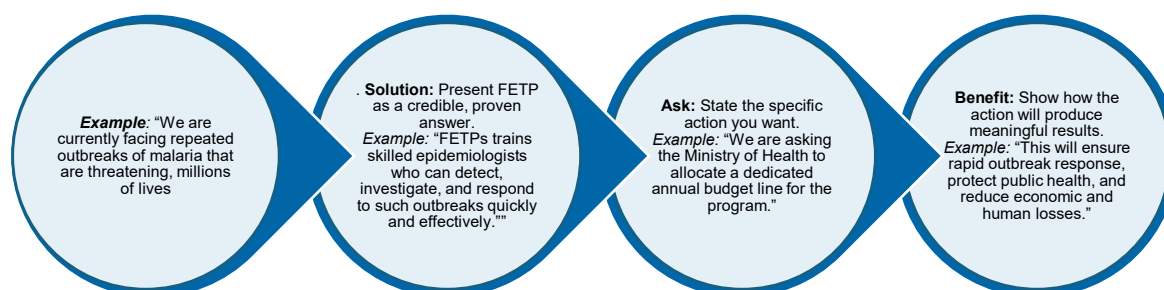 Example: “We are
currently facing repeated
outbreaks of malaria that
are threatening, millions
of lives
. Solution: Present FETP
as a credible, proven
answer.
Example: “FETPs trains
skilled epidemiologists
who can detect,
investigate, and respond
to such outbreaks quickly
and effectively.””
Ask: State the specific
action you want.
Example: “We are asking
the Ministry of Health to
allocate a dedicated
annual budget line for the
program.”
Benefit: Show how the
action will produce
meaningful results.
Example: “This will ensure
rapid outbreak response,
protect public health, and
reduce economic and
human losses.”